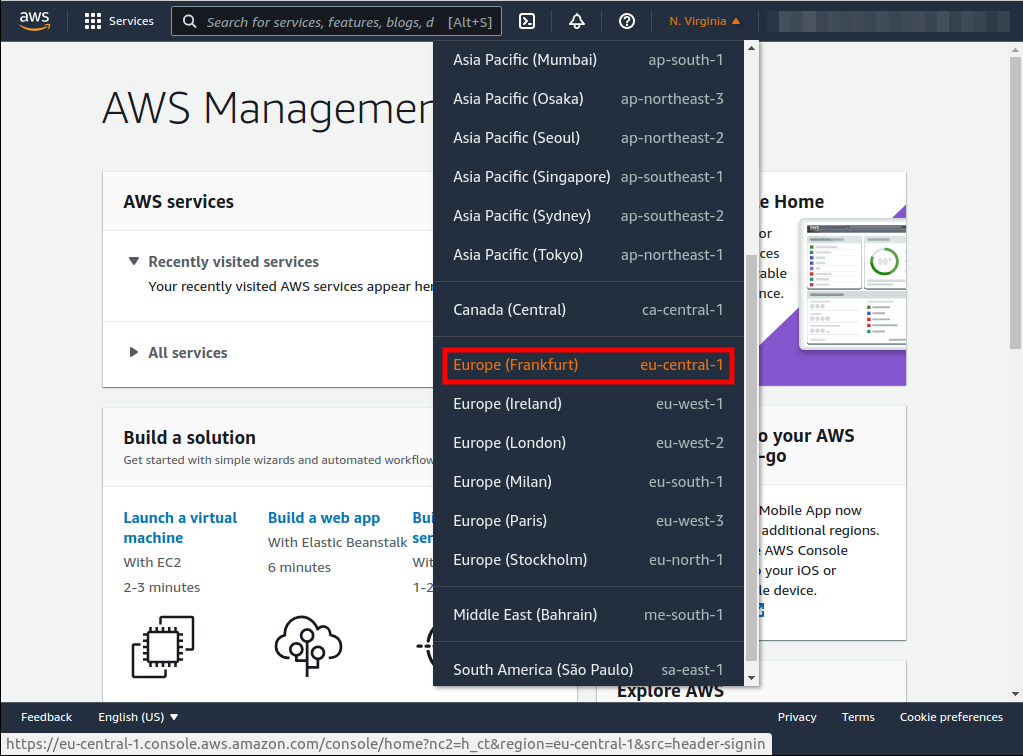 aws
Services
Search for services, features, blogs, d [Alt+S]
N. Virginia
AWS Managemen
AWS services
Recently visited services
Your recently visited AWS services appear her
All services
Build a solution
Get started with simple wizards and automated workflow
Launch a virtual machine
With EC2
2-3 minutes
Build a web app
With Elastic Beanstalk
6 minutes
Bui
ser
Wit
1-2
Asia Pacific (Mumbai) ap-south-1
Asia Pacific (Osaka) ap-northeast-3
Asia Pacific (Seoul) ap-northeast-2
Asia Pacific (Singapore) ap-southeast-1
Asia Pacific (Sydney) ap-southeast-2
Asia Pacific (Tokyo) ap-northeast-1
Canada (Central) ca-central-1
Europe (Frankfurt) eu-central-1
Europe (Ireland) eu-west-1
Europe (London) eu-west-2
Europe (Milan) eu-south-1
Europe (Paris) eu-west-3
Europe (Stockholm) eu-north-1
Middle East (Bahrain) me-south-1
South America (São Paulo) sa-east-1
e Home
or
ces
table
nce.
o your AWS
-go
Mobile App now
additional regions.
AWS Console
your iOS or
le device.
Explore AWS
Feedback
English (US)
Privacy
Terms
Cookie preferences
https://eu-central-1.console.aws.amazon.com/console/home?nc2=h_ct&region=eu-central-1&src=header-signin